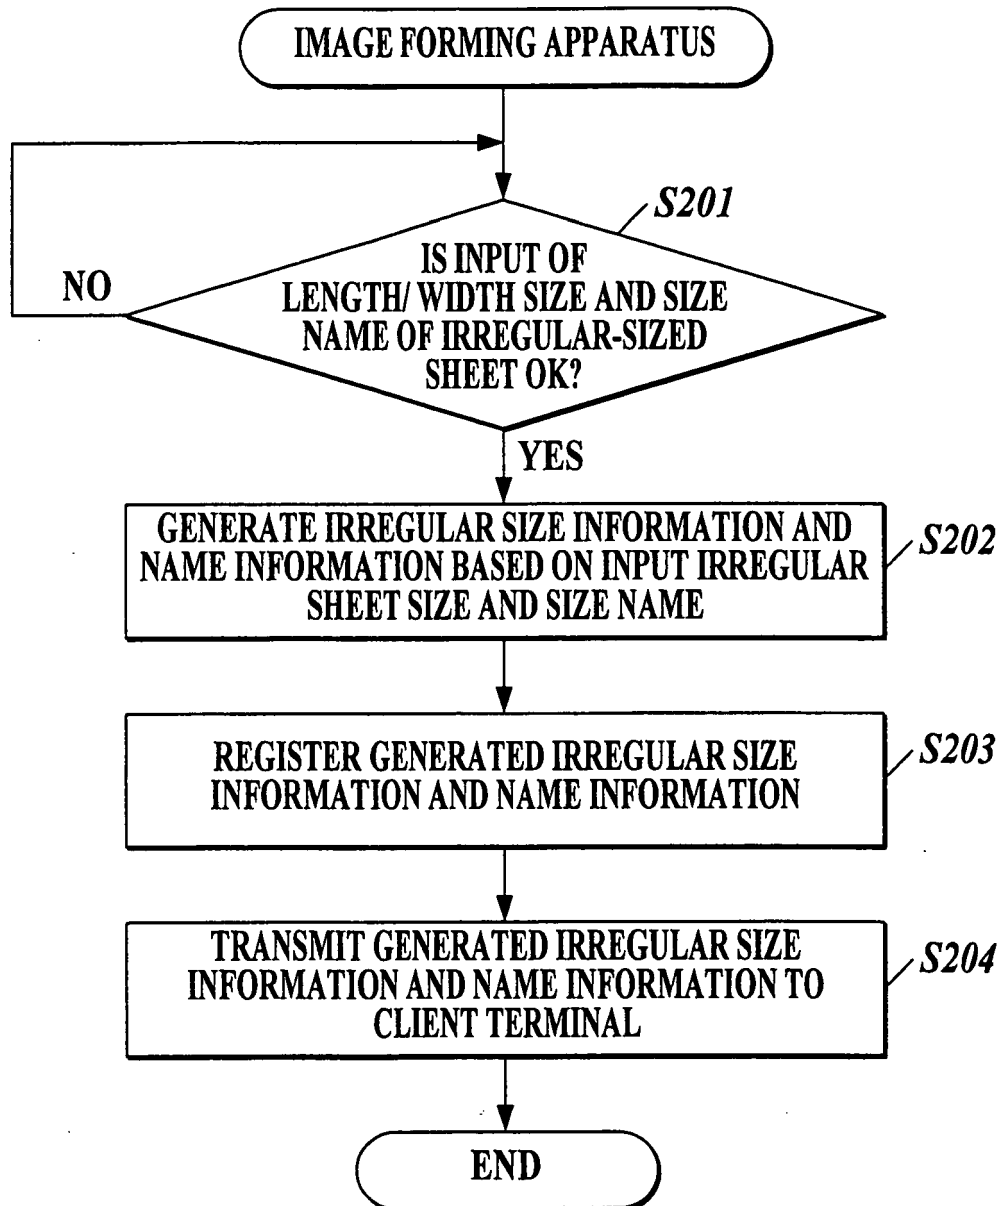 IMAGE FORMING APPARATUS
S201
IS INPUT OF
LENGTH/ WIDTH SIZE AND SIZE
NAME OF IRREGULAR-SIZED
SHEET OK?
NO
YES
GENERATE IRREGULAR SIZE INFORMATION AND
NAME INFORMATION BASED ON INPUT IRREGULAR
SHEET SIZE AND SIZE NAME
S202
REGISTER GENERATED IRREGULAR SIZE
INFORMATION AND NAME INFORMATION
S203
TRANSMIT GENERATED IRREGULAR SIZE
INFORMATION AND NAME INFORMATION TO
CLIENT TERMINAL
S204
END